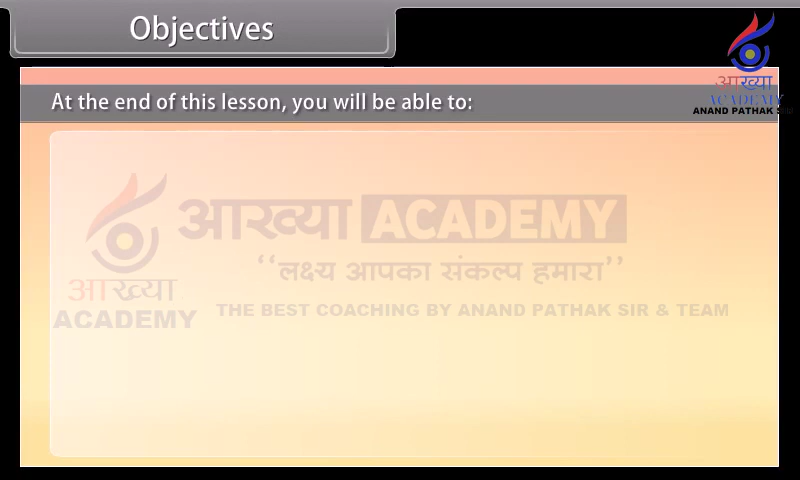 Objectives
आख्या
ACADEMY
ANAND PATHAK SIR
At the end of this lesson, you will be able to:
आख्या ACADEMY
‘‘लक्ष्य आपका संकल्प हमारा’’
आख्या
ACADEMY
THE BEST COACHING BY ANAND PATHAK SIR & TEAM